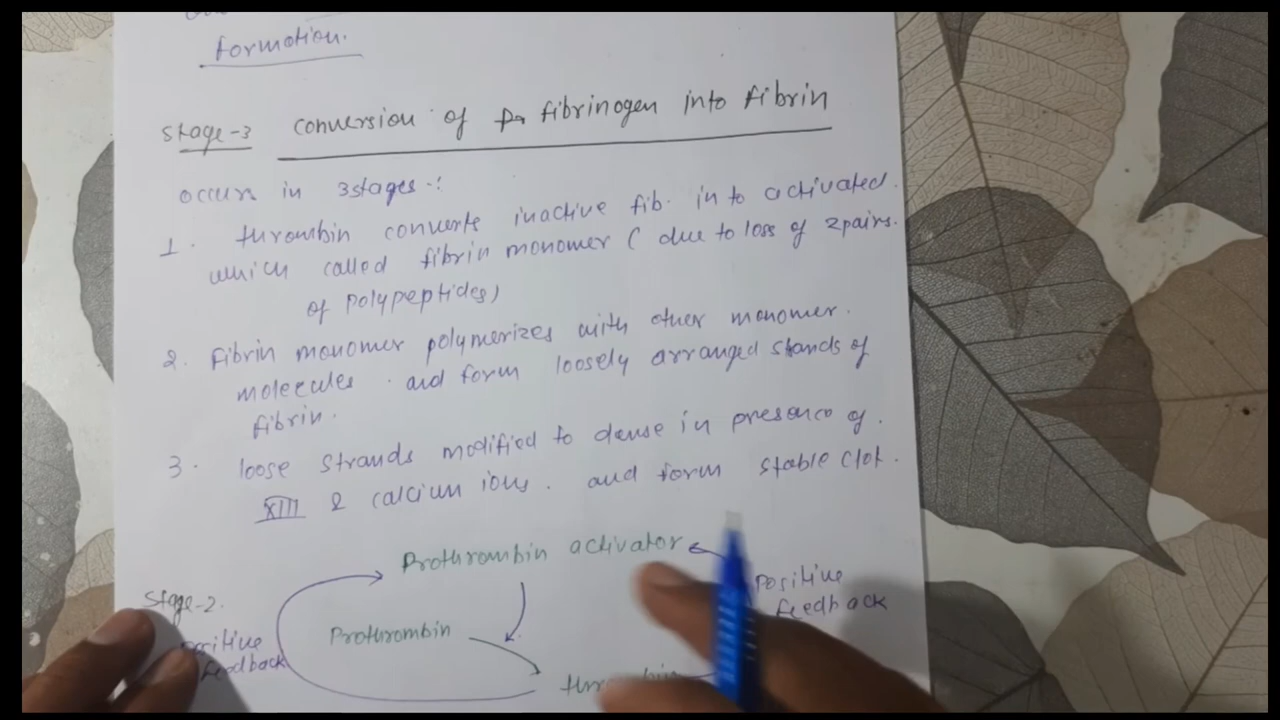 formation.
Stage-3 conversion of fibrinogen into fibrin
occurs in 3stages :
1. thrombin converts inactive fib. in to activated.
which called fibrin monomer ( due to loss of 2pairs.
of polypeptides)
2. Fibrin monomer polymerizes with other monomer.
molecules. and form loosely arranged stands of
fibrin.
3. loose strands modified to dense in presence of.
XIII & calcium ions. and form stable clot.
Prothrombin activator
Stage-2.
Positive
feedback
Positive
feedback
Prothrombin